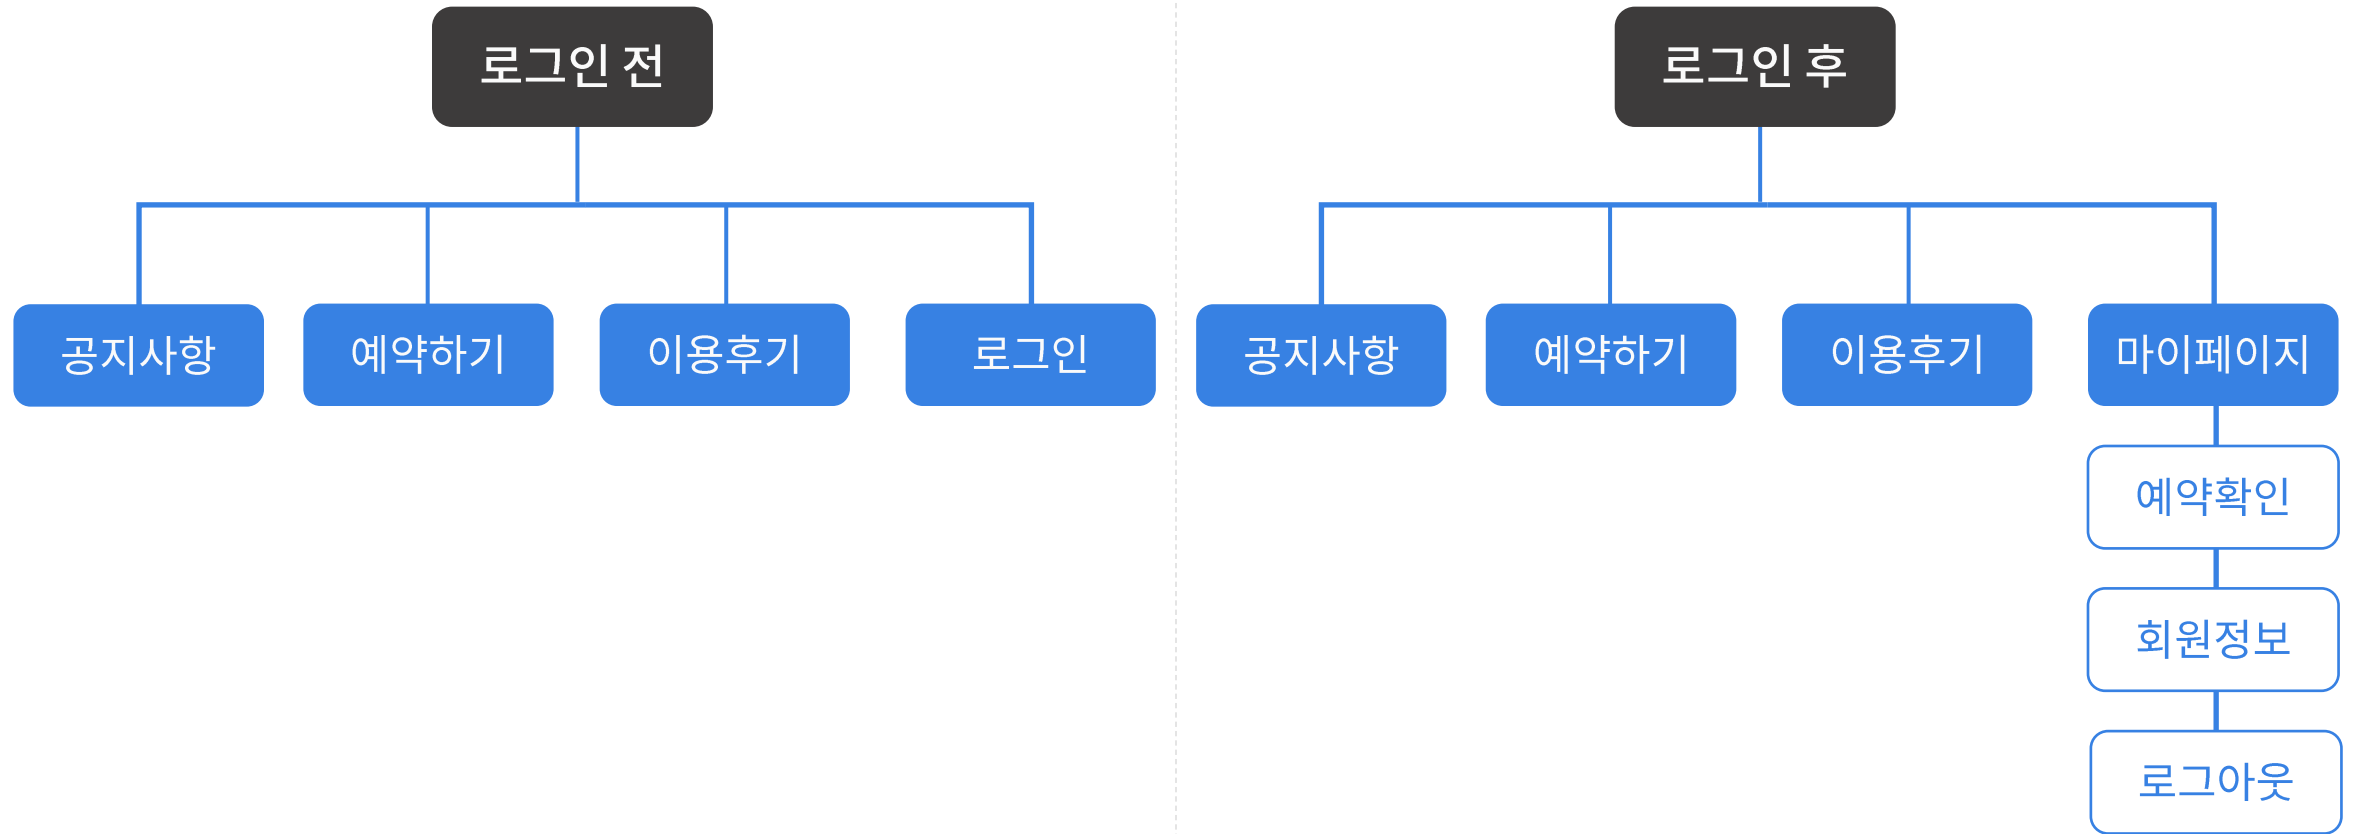 로그인 전
공지사항
예약하기
이용후기
로그인
로그인 후
공지사항
예약하기
이용후기
마이페이지
예약확인
회원정보
로그아웃